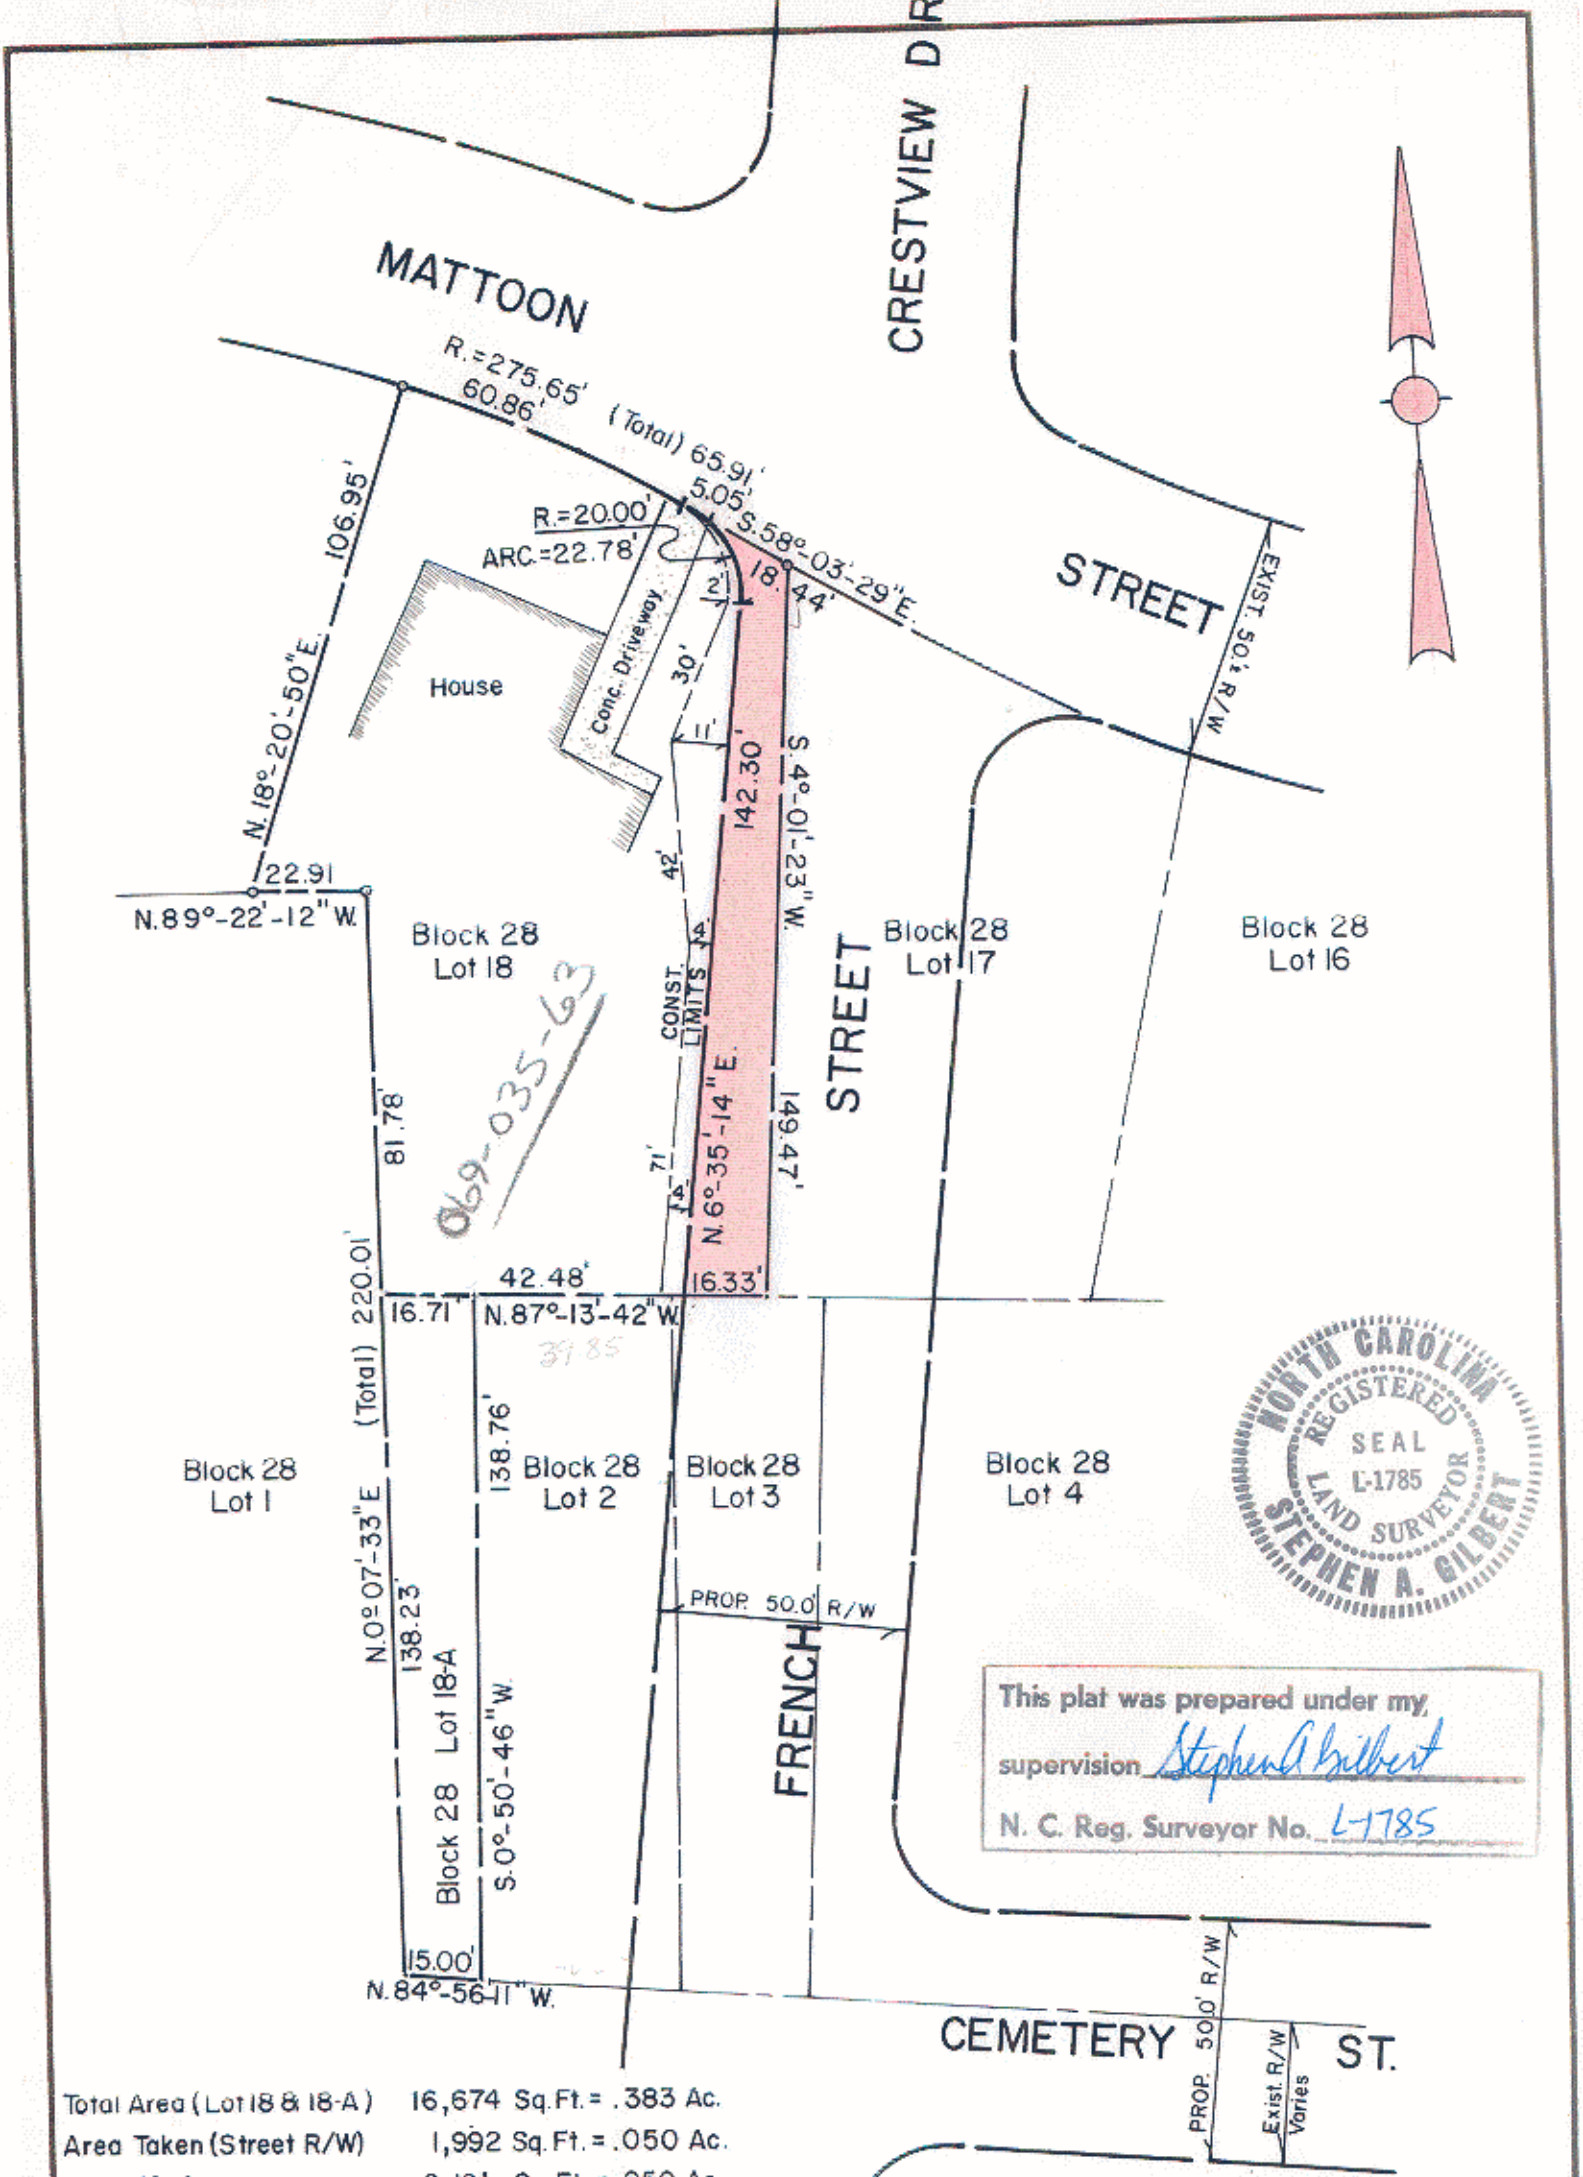 CRESTVIEW DR
MATTOON
R.=275.65' (Total) 65.91'
60.86'
5.05'
S.58°-03'-29"E.
18.44'
R.=20.00'
ARC.=22.78'
STREET
EXIST. 50'± R/W
106.95'
N.18°-20'-50"E.
House
Conc. Driveway
2'
30'
11'
142.30'
S.4°-01'-23"W.
42'
22.91
N.89°-22'-12"W.
Block 28
Lot 18
4'
CONST.
LIMITS
STREET
Block 28
Lot 17
Block 28
Lot 16
069-035-63
81.78'
N.6°-35'-14"E.
149.47'
71'
4'
(Total) 220.01'
42.48'
16.33'
16.71'
N.87°-13'-42"W.
39.85
138.76'
Block 28
Lot 1
Block 28
Lot 2
Block 28
Lot 3
Block 28
Lot 4
NORTH CAROLINA
REGISTERED
SEAL
L-1785
LAND SURVEYOR
STEPHEN A. GILBERT
N.0°07'-33"E
138.23'
Block 28 Lot 18-A
S.0°-50'-46"W.
PROP. 50.0' R/W
FRENCH
This plat was prepared under my
supervision Stephen A Gilbert
N. C. Reg. Surveyor No. L-1785
15.00'
N.84°-56'-11"W.
CEMETERY ST.
PROP. 50.0' R/W
Exist. R/W
Varies
Total Area (Lot 18 & 18-A) 16,674 Sq.Ft. = .383 Ac.
Area Taken (Street R/W) 1,992 Sq.Ft. = .050 Ac.